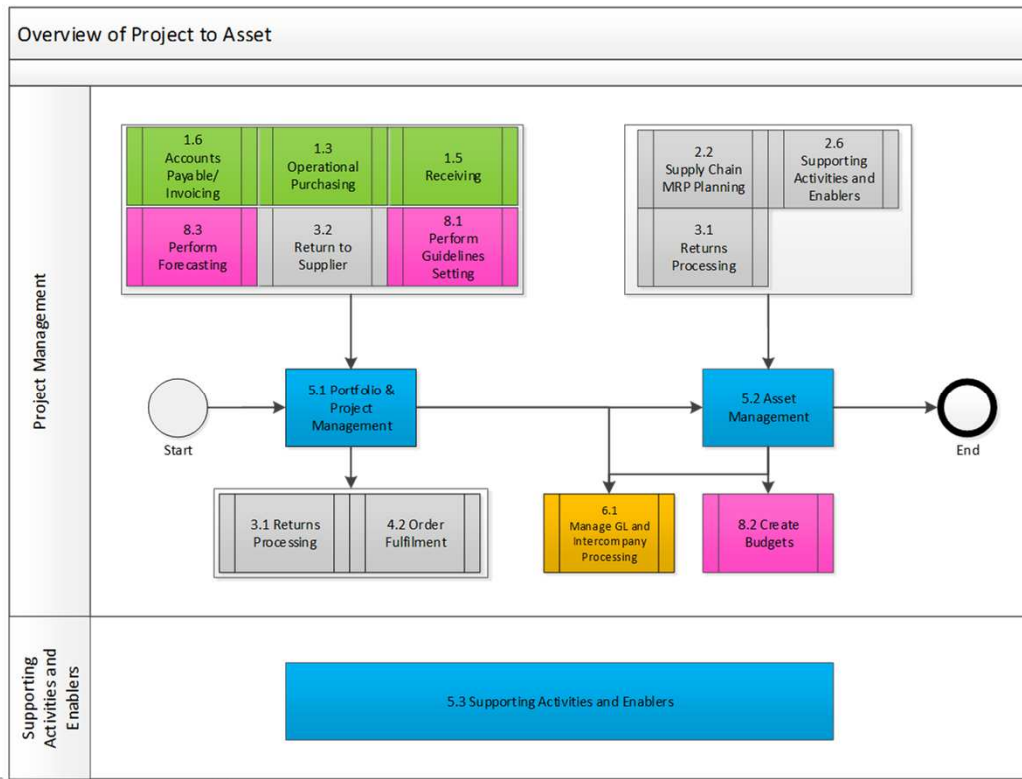 Overview of Project to Asset
Project Management
1.6
Accounts
Payable/
Invoicing
1.3
Operational
Purchasing
1.5
Receiving
8.3
Perform
Forecasting
3.2
Return to
Supplier
8.1
Perform
Guidelines
Setting
2.2
Supply Chain
MRP Planning
2.6
Supporting
Activities and
Enablers
3.1
Returns
Processing
Start
5.1 Portfolio &
Project
Management
5.2 Asset
Management
End
3.1 Returns
Processing
4.2 Order
Fulfilment
6.1
Manage GL and
Intercompany
Processing
8.2 Create
Budgets
Supporting
Activities and
Enablers
5.3 Supporting Activities and Enablers